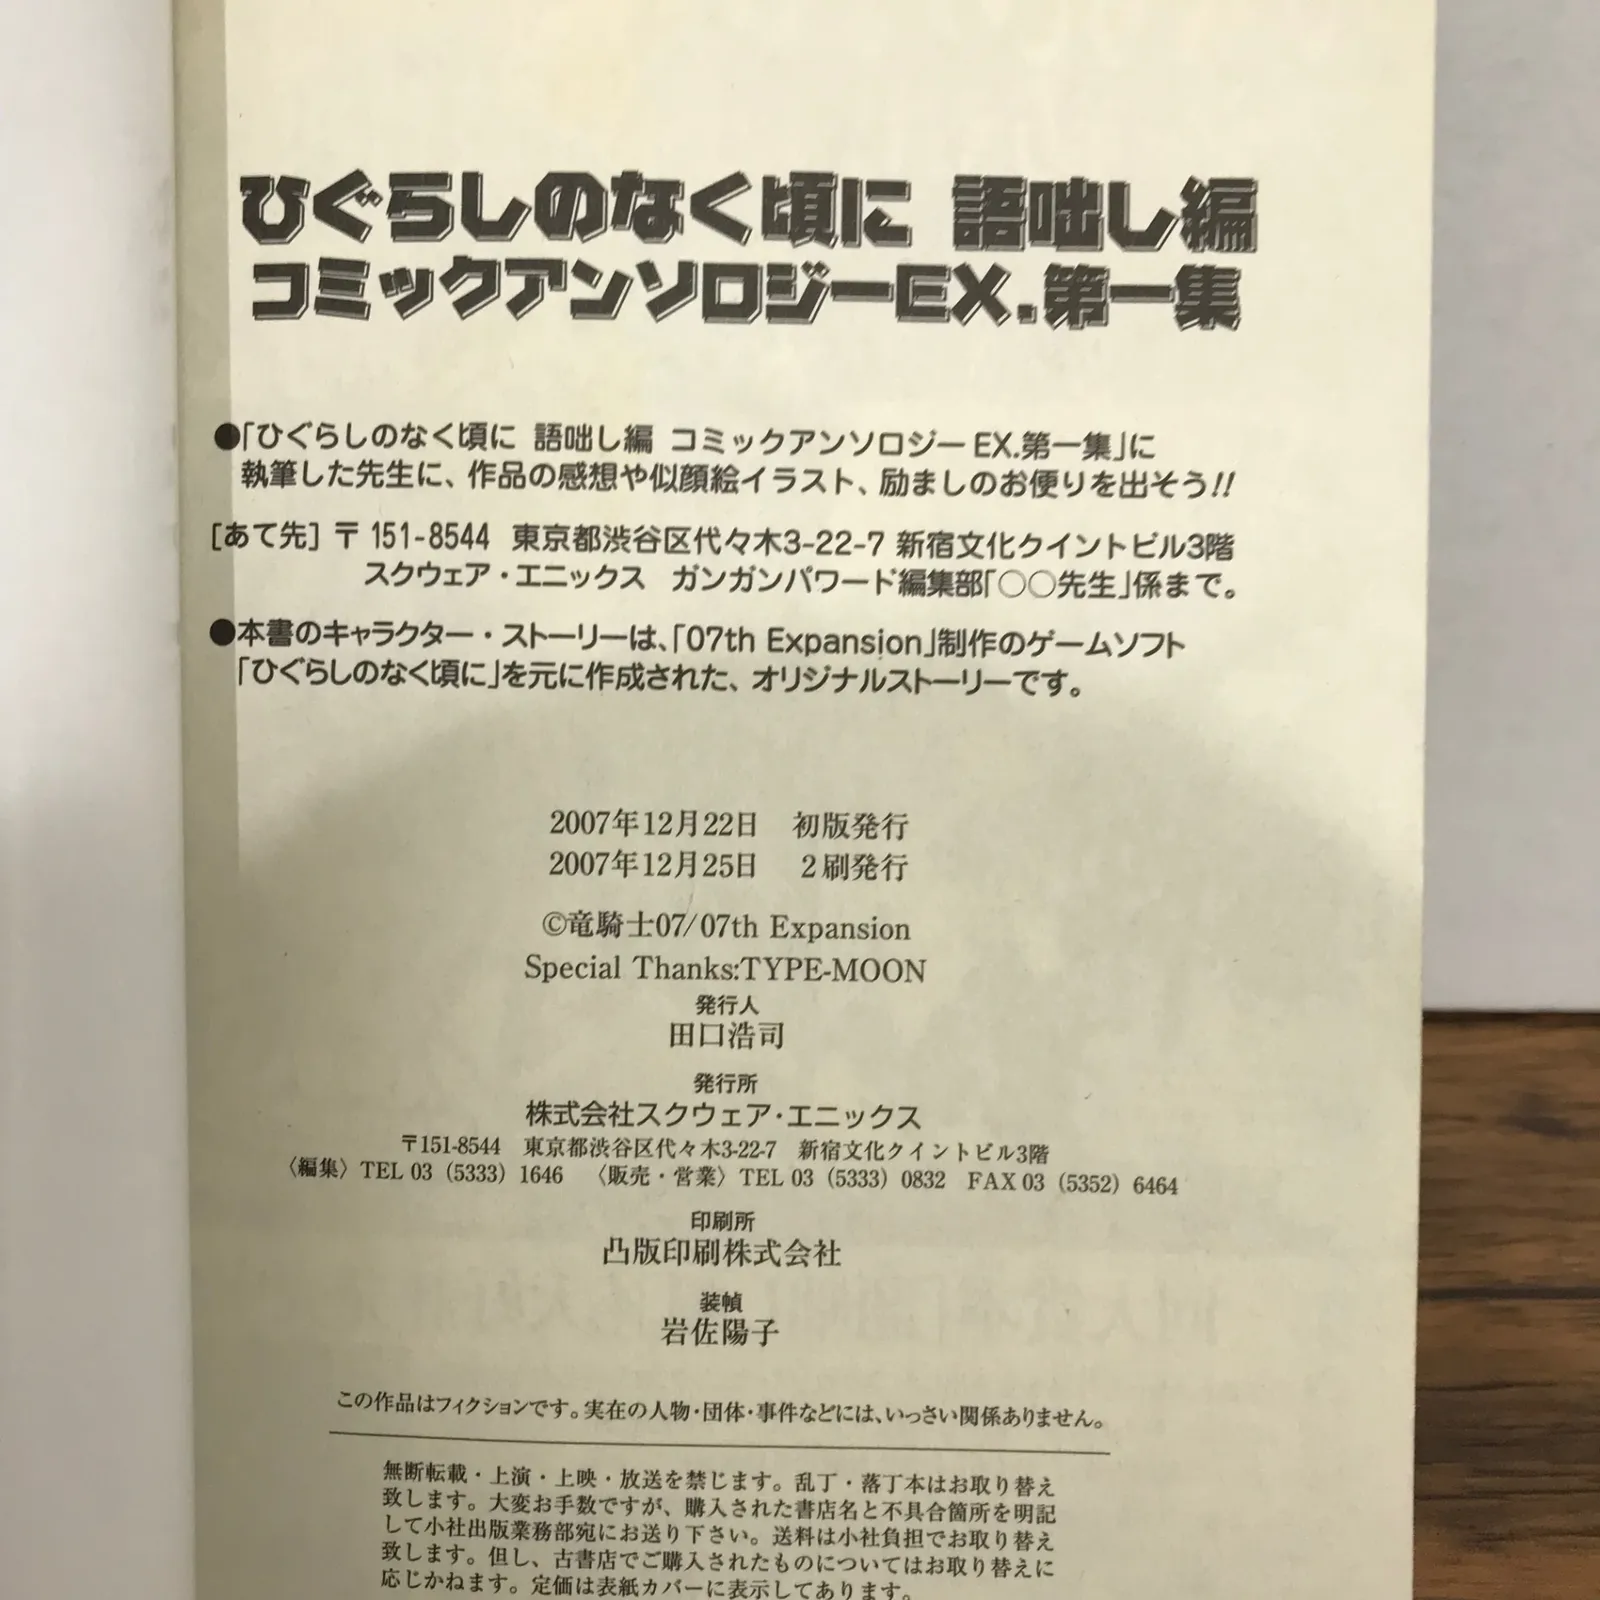 ひぐらしのなく頃に 語咄し編
コミックアンソロジーEX.第一集
●「ひぐらしのなく頃に 語咄し編 コミックアンソロジーEX.第一集」に
執筆した先生に、作品の感想や似顔絵イラスト、励ましのお便りを出そう!!
[あて先] 〒151-8544 東京都渋谷区代々木3-22-7 新宿文化クイントビル3階
スクウェア・エニックス ガンガンパワード編集部「○○先生」係まで。
●本書のキャラクター・ストーリーは、「07th Expansion」制作のゲームソフト
「ひぐらしのなく頃に」を元に作成された、オリジナルストーリーです。
2007年12月22日 初版発行
2007年12月25日 2刷発行
©竜騎士07/07th Expansion
Special Thanks:TYPE-MOON
発行人
田口浩司
発行所
株式会社スクウェア・エニックス
〒151-8544 東京都渋谷区代々木3-22-7 新宿文化クイントビル3階
〈編集〉TEL 03（5333）1646 〈販売・営業〉TEL 03（5333）0832 FAX 03（5352）6464
印刷所
凸版印刷株式会社
装幀
岩佐陽子
この作品はフィクションです。実在の人物・団体・事件などには、いっさい関係ありません。
無断転載・上演・上映・放送を禁じます。乱丁・落丁本はお取り替え
致します。大変お手数ですが、購入された書店名と不具合箇所を明記
して小社出版業務部宛にお送り下さい。送料は小社負担でお取り替え
致します。但し、古書店でご購入されたものについてはお取り替えに
応じかねます。定価は表紙カバーに表示してあります。